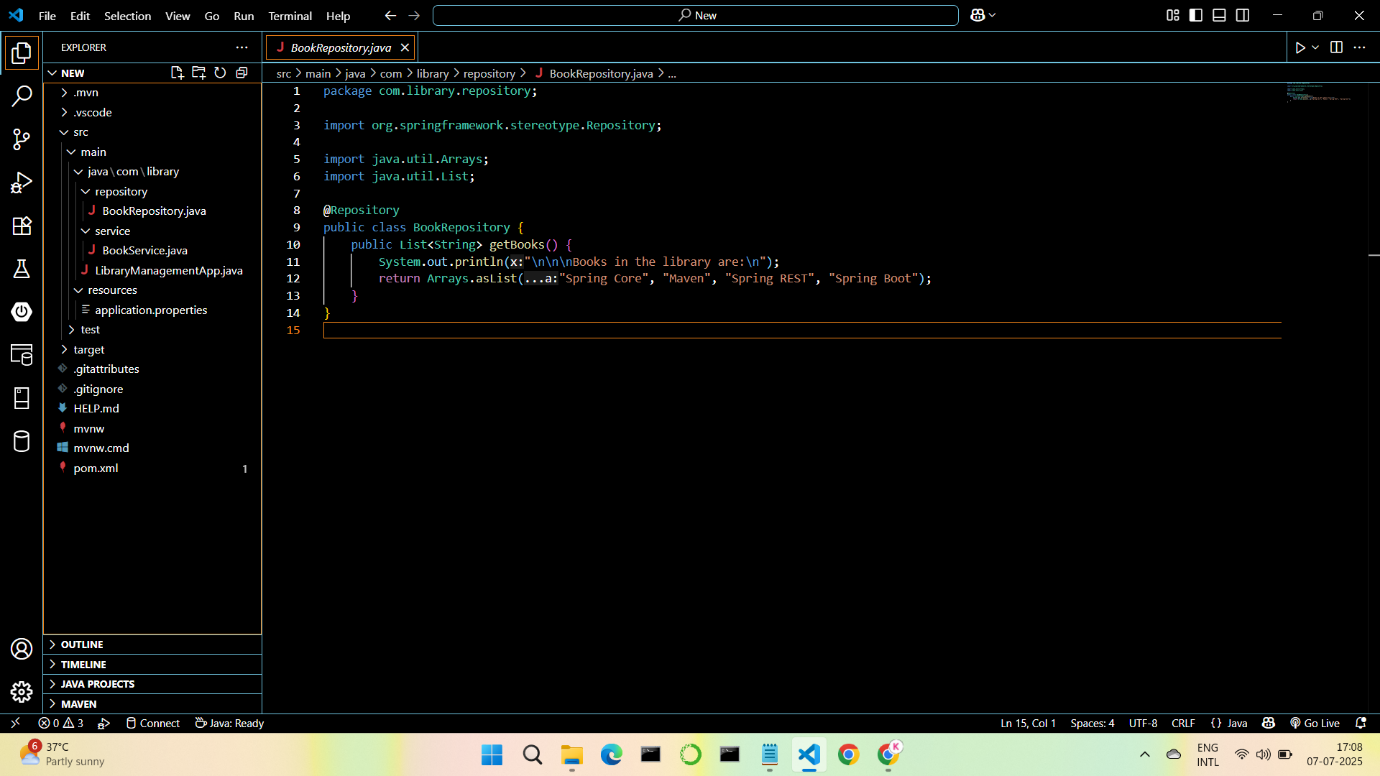 File Edit Selection View Go Run Terminal Help
New
EXPLORER
NEW
.mvn
.vscode
src
main
java\com\library
repository
BookRepository.java
service
BookService.java
LibraryManagementApp.java
resources
application.properties
test
target
.gitattributes
.gitignore
HELP.md
mvnw
mvnw.cmd
pom.xml 1
OUTLINE
TIMELINE
JAVA PROJECTS
MAVEN
BookRepository.java
src > main > java > com > library > repository > BookRepository.java > ...
1 package com.library.repository;
2
3 import org.springframework.stereotype.Repository;
4
5 import java.util.Arrays;
6 import java.util.List;
7
8 @Repository
9 public class BookRepository {
10 public List<String> getBooks() {
11 System.out.println(x:"\n\n\nBooks in the library are:\n");
12 return Arrays.asList(...a:"Spring Core", "Maven", "Spring REST", "Spring Boot");
13 }
14 }
15
0 3 Connect Java: Ready
Ln 15, Col 1 Spaces: 4 UTF-8 CRLF {} Java Go Live
6
37°C
Partly sunny
K
ENG
INTL
17:08
07-07-2025